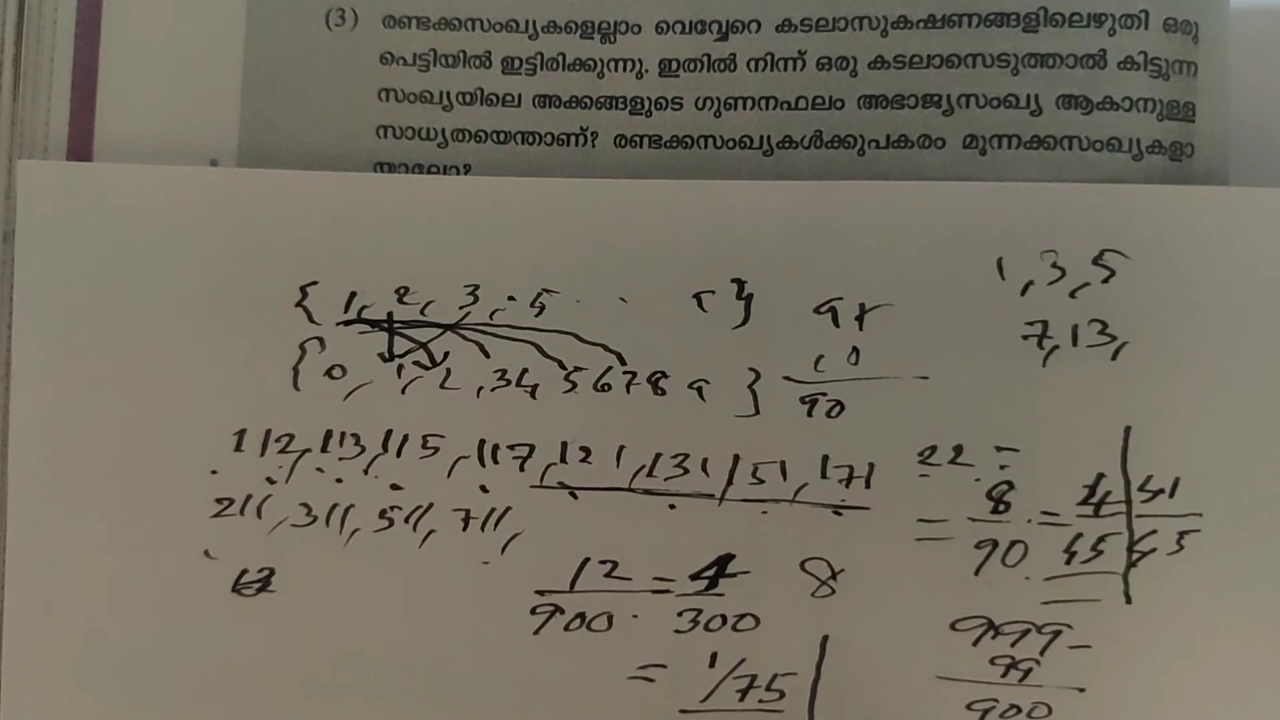 (3) രണ്ടക്കസംഖ്യകളെല്ലാം വെവ്വേറെ കടലാസുകഷണങ്ങളിലെഴുതി ഒരു
പെട്ടിയിൽ ഇട്ടിരിക്കുന്നു. ഇതിൽ നിന്ന് ഒരു കടലാസെടുത്താൽ കിട്ടുന്ന
സംഖ്യയിലെ അക്കങ്ങളുടെ ഗുണനഫലം അഭാജ്യസംഖ്യ ആകാനുള്ള
സാധ്യതയെന്താണ്? രണ്ടക്കസംഖ്യകൾക്കുപകരം മൂന്നക്കസംഖ്യകളാ
യാലോ?
1, 3, 5
7, 13,
{ 1, 2, 3, 5 . . }
{ 0, 1, 2, 3 4 5 6 7 8 9 }
10
90
112, 113, 115, 117, 121, 131, 151, 171
211, 311, 511, 711,
22 =
= 8/90 = 4/45
41/45
12/900 = 4/300
8
= 1/75
999 -
99
900